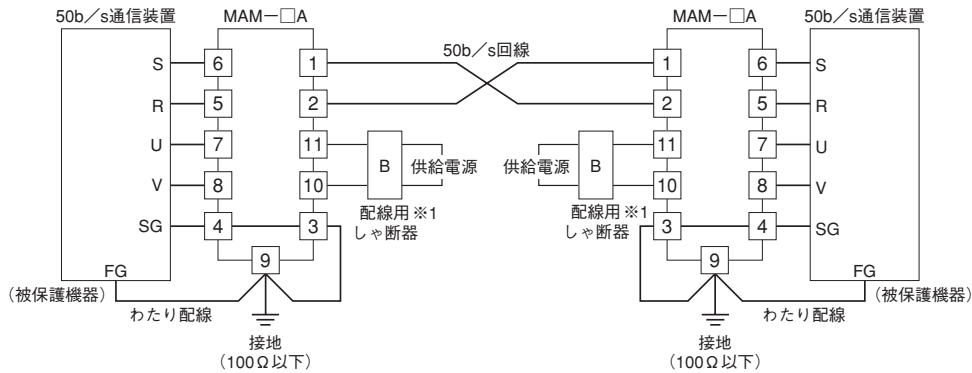 50b／s通信装置 MAM－□A MAM－□A 50b／s通信装置
50b／s回線
S 6 1 1 6 S
R 5 2 2 5 R
U 7 11 B 供給電源 供給電源 B 11 7 U
V 8 10 10 8 V
配線用※1 配線用※1
しゃ断器 しゃ断器
SG 4 3 3 4 SG
9 9
FG FG
（被保護機器） （被保護機器）
わたり配線 わたり配線
接地 接地
（100Ω以下） （100Ω以下）